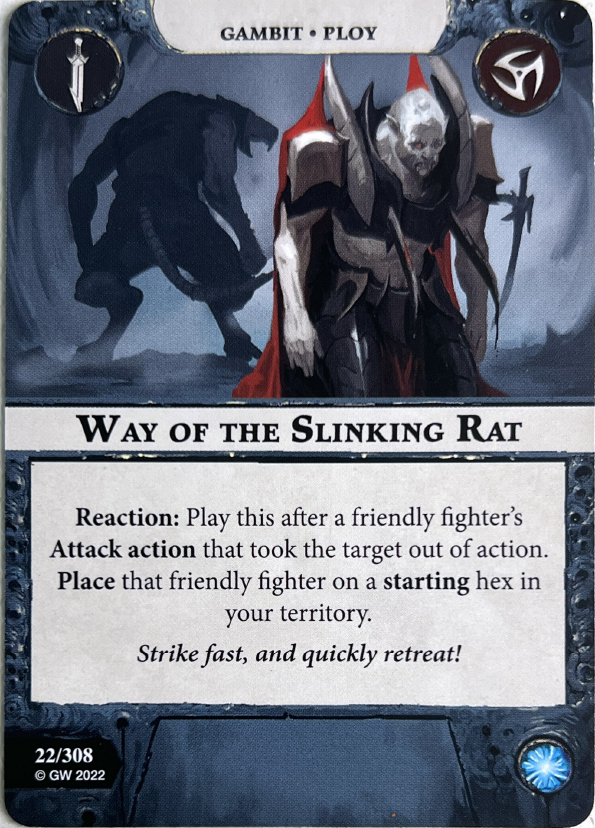 GAMBIT • PLOY
WAY OF THE SLINKING RAT
Reaction: Play this after a friendly fighter's
Attack action that took the target out of action.
Place that friendly fighter on a starting hex in
your territory.
Strike fast, and quickly retreat!
22/308
© GW 2022